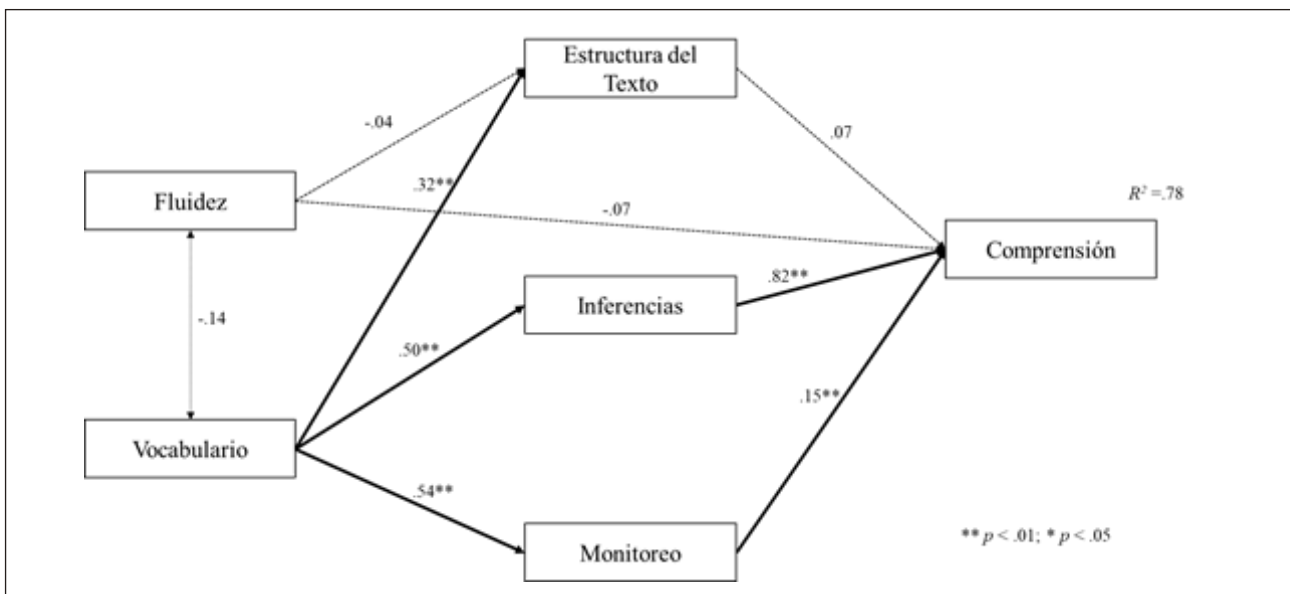 Estructura del
Texto
-.04
.07
.32**
Fluidez
-.07
R² =.78
Comprensión
.82**
Inferencias
-.14
.50**
.15**
Vocabulario
.54**
Monitoreo
** p < .01; * p < .05